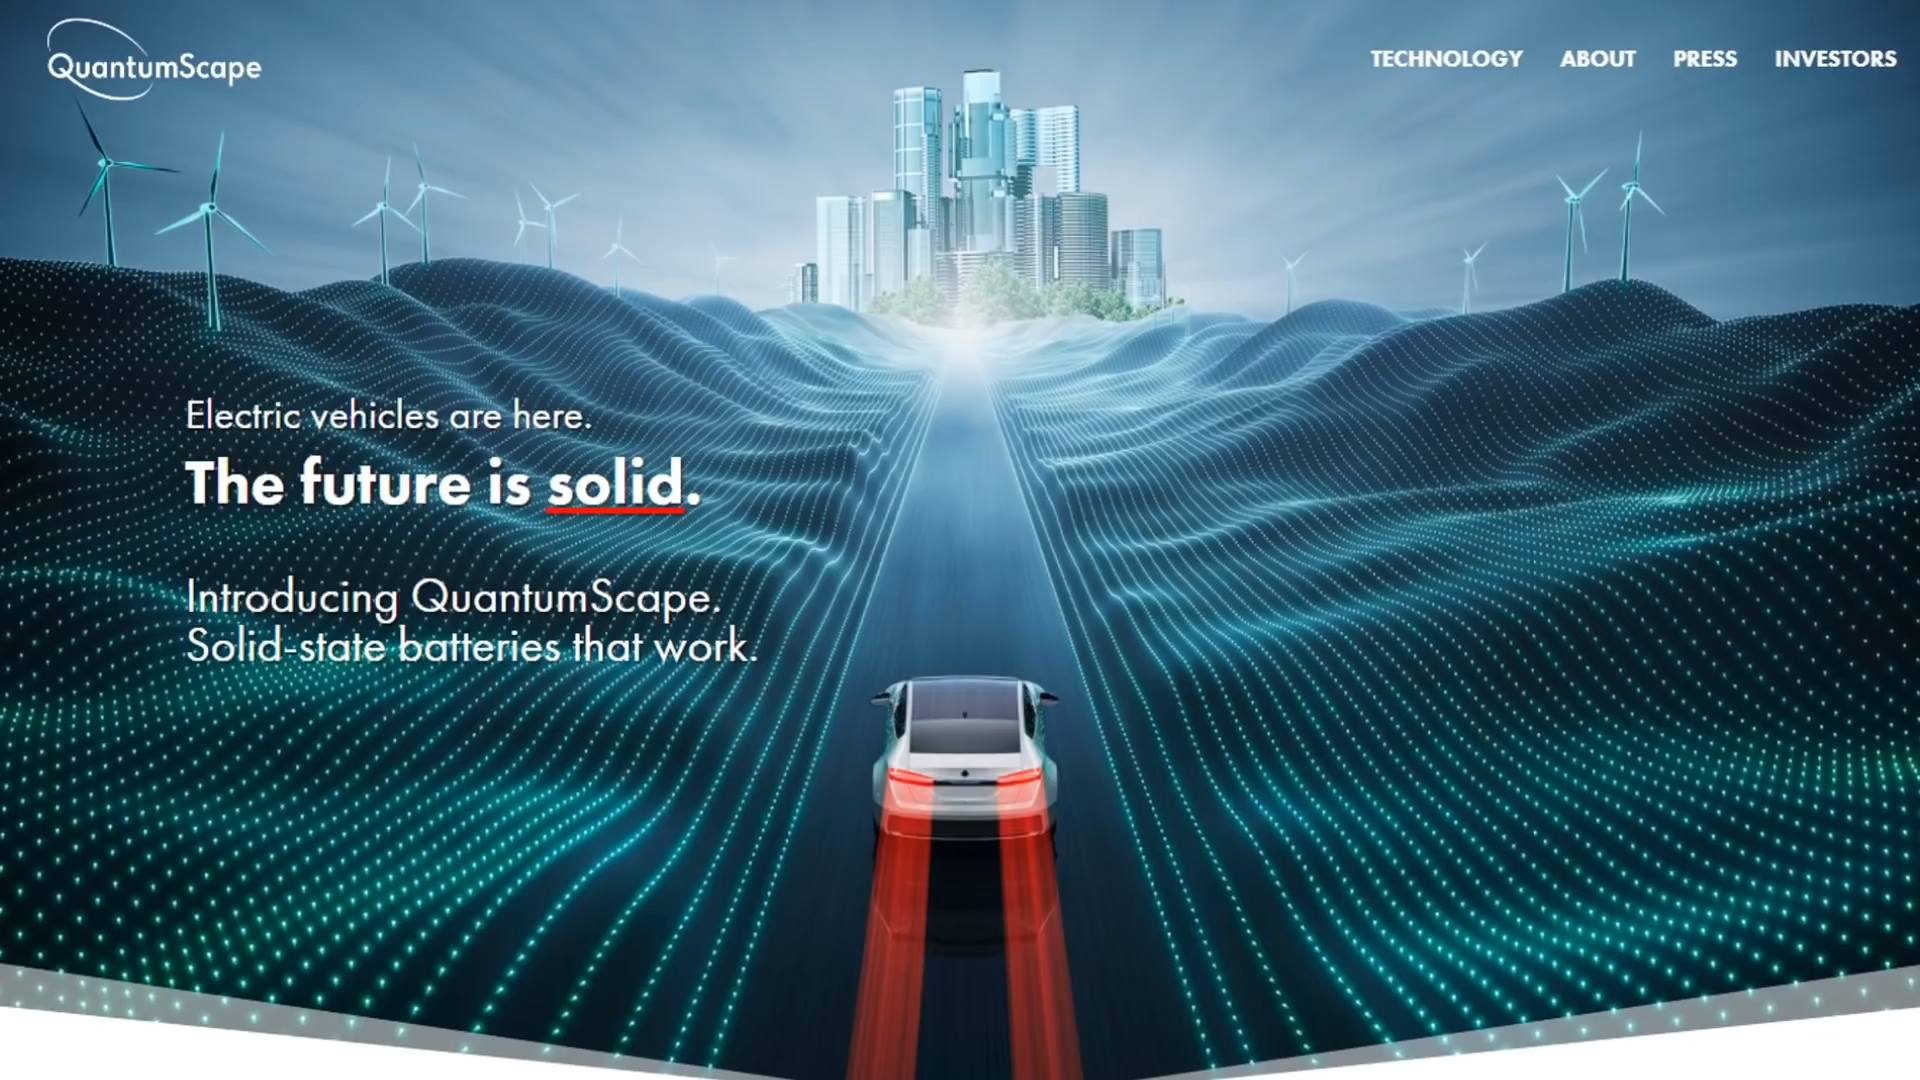 QuantumScape
TECHNOLOGY ABOUT PRESS INVESTORS
Electric vehicles are here.
The future is solid.
Introducing QuantumScape.
Solid-state batteries that work.